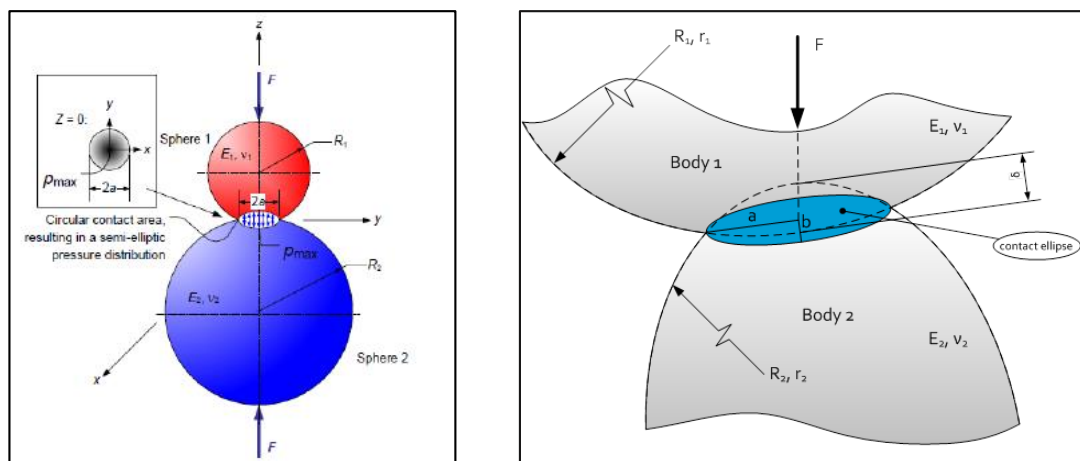 z
F
y
Z = 0:
x
pmax
2a
Sphere 1
E₁, ν₁
R₁
2a
Circular contact area,
resulting in a semi-elliptic
pressure distribution
y
pmax
R₂
E₂, ν₂
x
Sphere 2
F
R₁, r₁
F
E₁, ν₁
Body 1
δ
a
b
contact ellipse
Body 2
E₂, ν₂
R₂, r₂